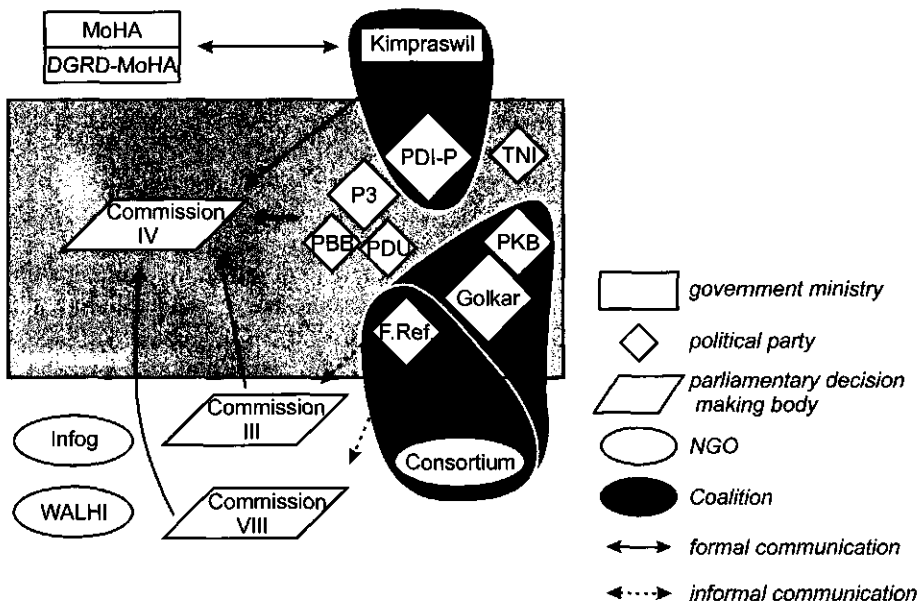 MoHA
DGRD-MoHA
Kimpraswil
PDI-P
TNI
P3
Commission
IV
PBB
PDU
PKB
Golkar
F.Ref
Commission
III
Infog
Consortium
WALHI
Commission
VIII
government ministry
political party
parliamentary decision
making body
NGO
Coalition
formal communication
informal communication